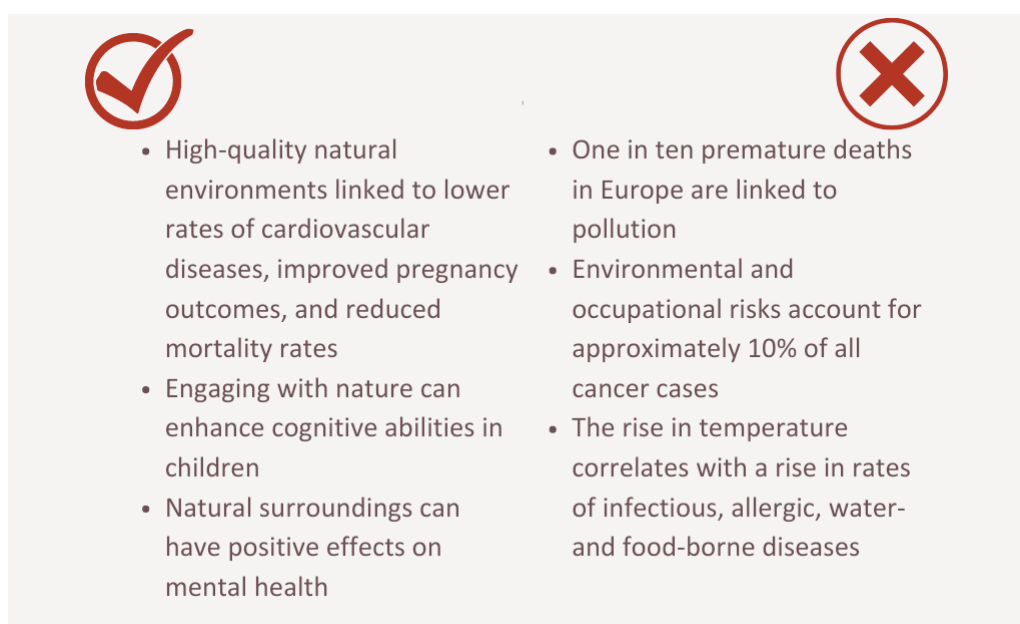 • High-quality natural
environments linked to lower
rates of cardiovascular
diseases, improved pregnancy
outcomes, and reduced
mortality rates
• Engaging with nature can
enhance cognitive abilities in
children
• Natural surroundings can
have positive effects on
mental health
• One in ten premature deaths
in Europe are linked to
pollution
• Environmental and
occupational risks account for
approximately 10% of all
cancer cases
• The rise in temperature
correlates with a rise in rates
of infectious, allergic, water-
and food-borne diseases